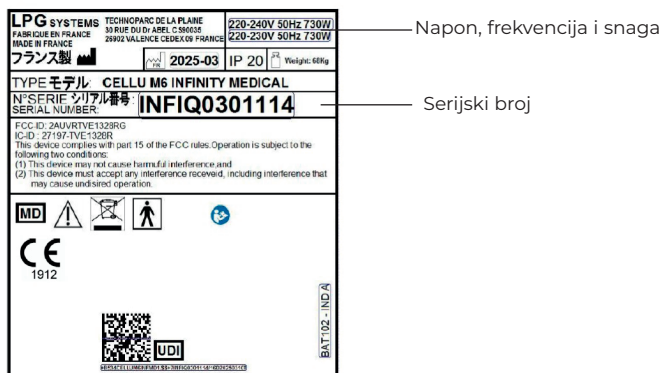 LPG SYSTEMS
FABRIQUE EN FRANCE
MADE IN FRANCE
フランス製
TECHNOPARC DE LA PLAINE
30 RUE DU Dr ABEL CS90035
26902 VALENCE CEDEX 09 FRANCE
220-240V 50Hz 730W
220-230V 50Hz 730W
Napon, frekvencija i snaga
FR 2025-03 IP 20 Weight: 68Kg
TYPE モデル: CELLU M6 INFINITY MEDICAL
N°SERIE シリアル番号:
SERIAL NUMBER: INFIQ0301114
Serijski broj
FCC-ID: 2AUVRTVE1328RG
IC-ID : 27197-TVE1328R
This device complies with part 15 of the FCC rules.Operation is subject to the
following two conditions:
(1) This device may not cause harmful interference,and
(2) This device must accept any interference receveid, including interference that
may cause undisired operation.
MD
CE
1912
UDI
BAT102 - IND A